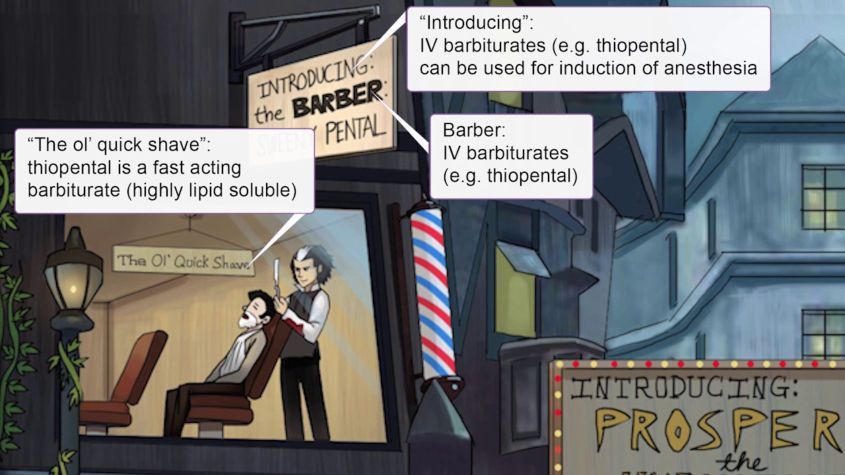 “Introducing”:
IV barbiturates (e.g. thiopental)
can be used for induction of anesthesia
INTRODUCING:
the BARBER:
PENTAL
Barber:
IV barbiturates
(e.g. thiopental)
“The ol’ quick shave”:
thiopental is a fast acting
barbiturate (highly lipid soluble)
The Ol' Quick Shave
INTRODUCING:
PROSPER
the